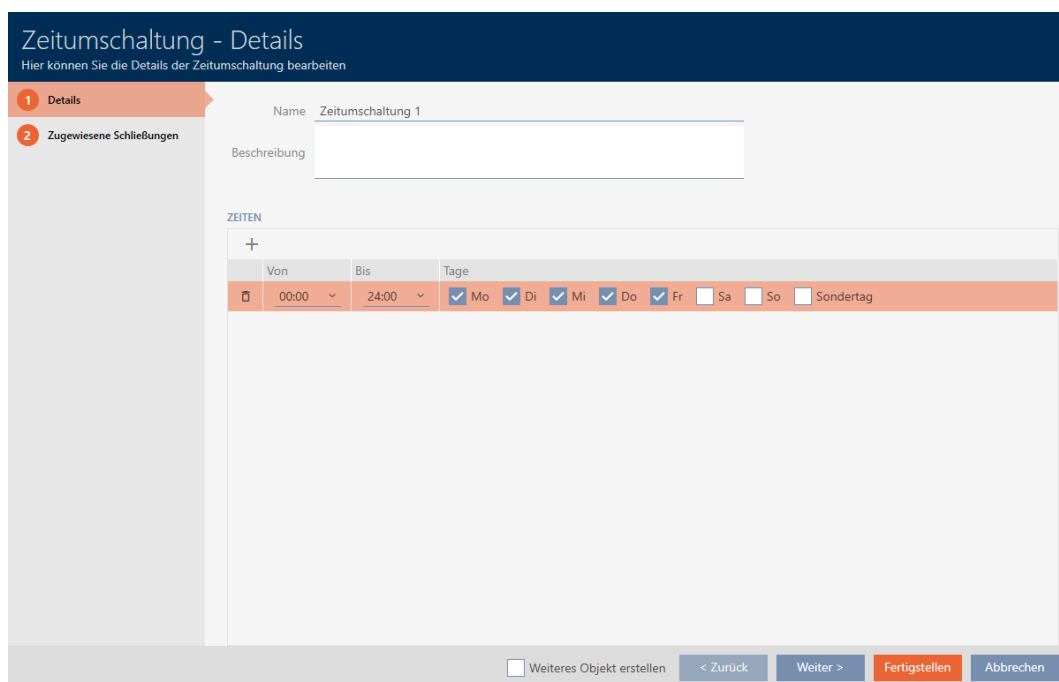 Zeitumschaltung - Details
Hier können Sie die Details der Zeitumschaltung bearbeiten
1 Details
2 Zugewiesene Schließungen
Name Zeitumschaltung 1
Beschreibung
ZEITEN
+
Von Bis Tage
00:00 24:00 Mo Di Mi Do Fr Sa So Sondertag
Weiteres Objekt erstellen < Zurück Weiter > Fertigstellen Abbrechen